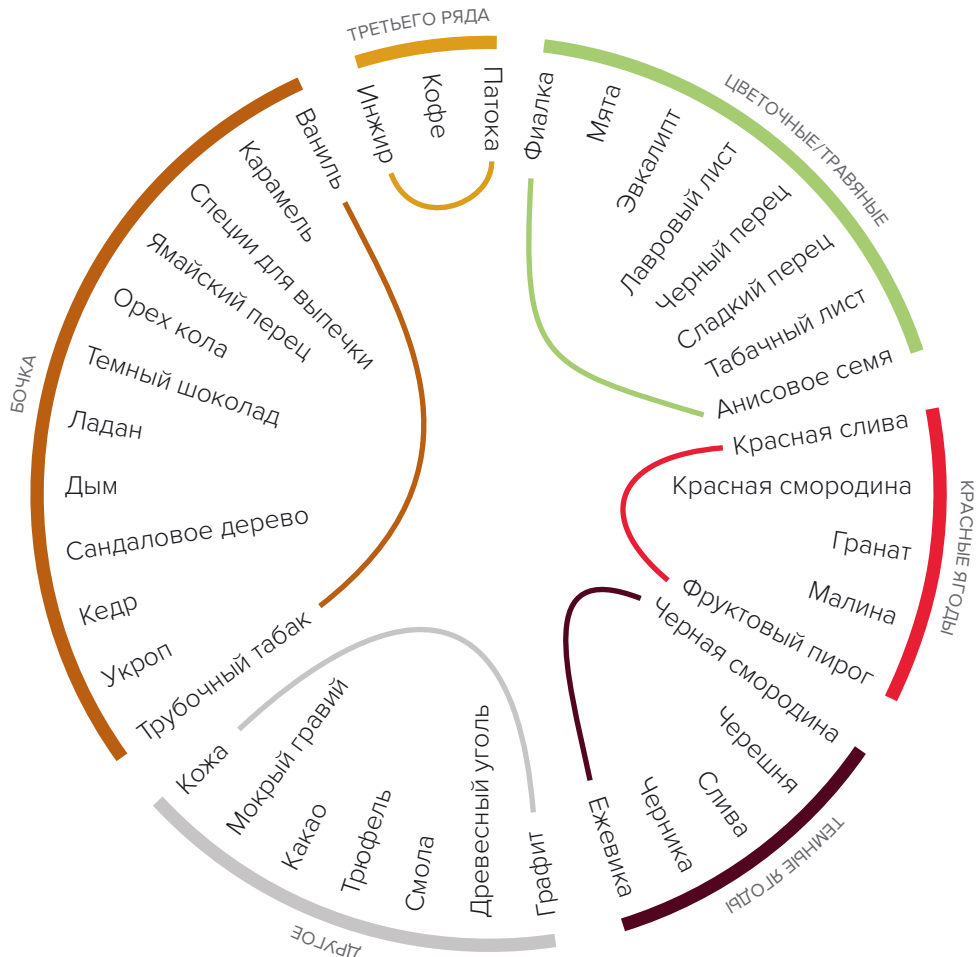 ТРЕТЬЕГО РЯДА
Инжир
Кофе
Патока
ЦВЕТОЧНЫЕ/ТРАВЯНЫЕ
Фиалка
Мята
Эвкалипт
Лавровый лист
Черный перец
Сладкий перец
Табачный лист
Анисовое семя
КРАСНЫЕ ЯГОДЫ
Красная слива
Красная смородина
Гранат
Малина
Фруктовый пирог
ТЕМНЫЕ ЯГОДЫ
Черная смородина
Черешня
Слива
Черника
Ежевика
ДРУГОЕ
Графит
Древесный уголь
Смола
Трюфель
Какао
Мокрый гравий
Кожа
БОЧКА
Трубочный табак
Укроп
Кедр
Сандаловое дерево
Дым
Ладан
Темный шоколад
Орех кола
Ямайский перец
Специи для выпечки
Карамель
Ваниль